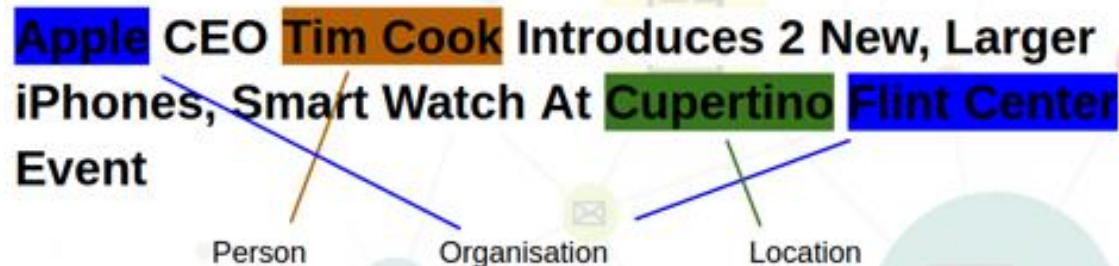 Apple CEO Tim Cook Introduces 2 New, Larger
iPhones, Smart Watch At Cupertino Flint Center
Event
Person Organisation Location